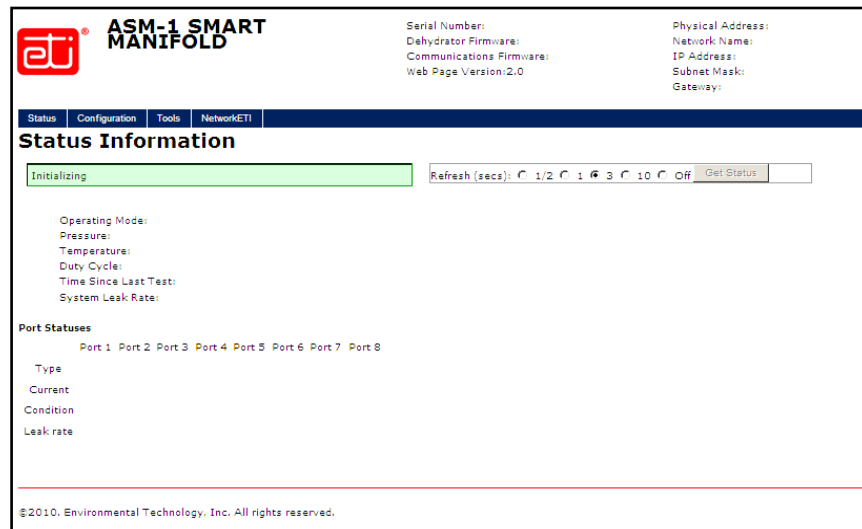 eti®
ASM-1 SMART
MANIFOLD
Serial Number:
Dehydrator Firmware:
Communications Firmware:
Web Page Version:2.0
Physical Address:
Network Name:
IP Address:
Subnet Mask:
Gateway:
Status Configuration Tools NetworkETI
Status Information
Initializing
Refresh (secs): 1/2 1 3 10 Off Get Status
Operating Mode:
Pressure:
Temperature:
Duty Cycle:
Time Since Last Test:
System Leak Rate:
Port Statuses
Port 1 Port 2 Port 3 Port 4 Port 5 Port 6 Port 7 Port 8
Type
Current
Condition
Leak rate
©2010. Environmental Technology, Inc. All rights reserved.